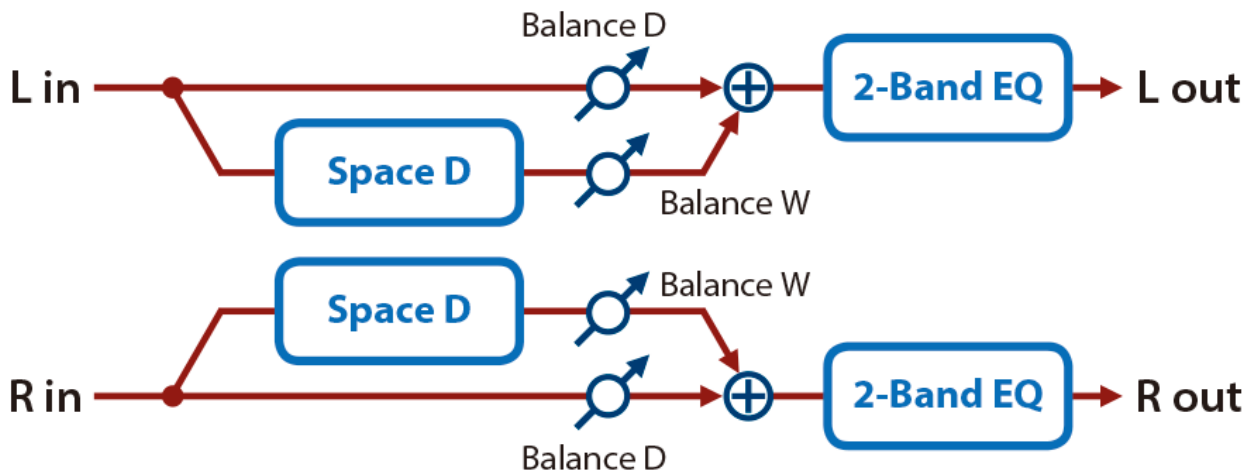 Balance D
L in
2-Band EQ
L out
Space D
Balance W
Space D
Balance W
R in
2-Band EQ
R out
Balance D